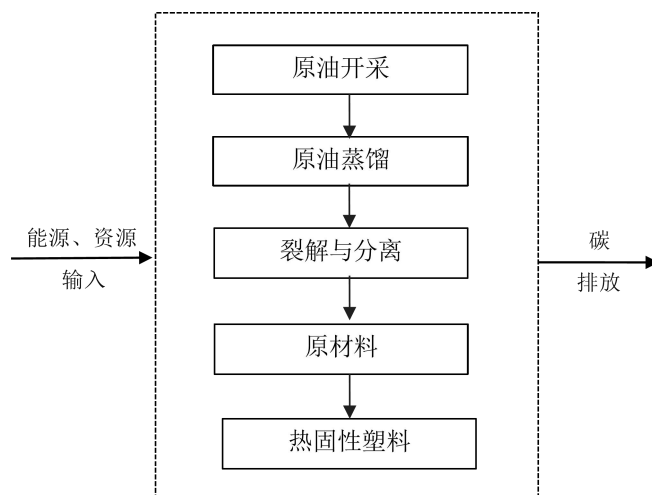 原油开采
原油蒸馏
能源、资源
输入
裂解与分离
碳
排放
原材料
热固性塑料